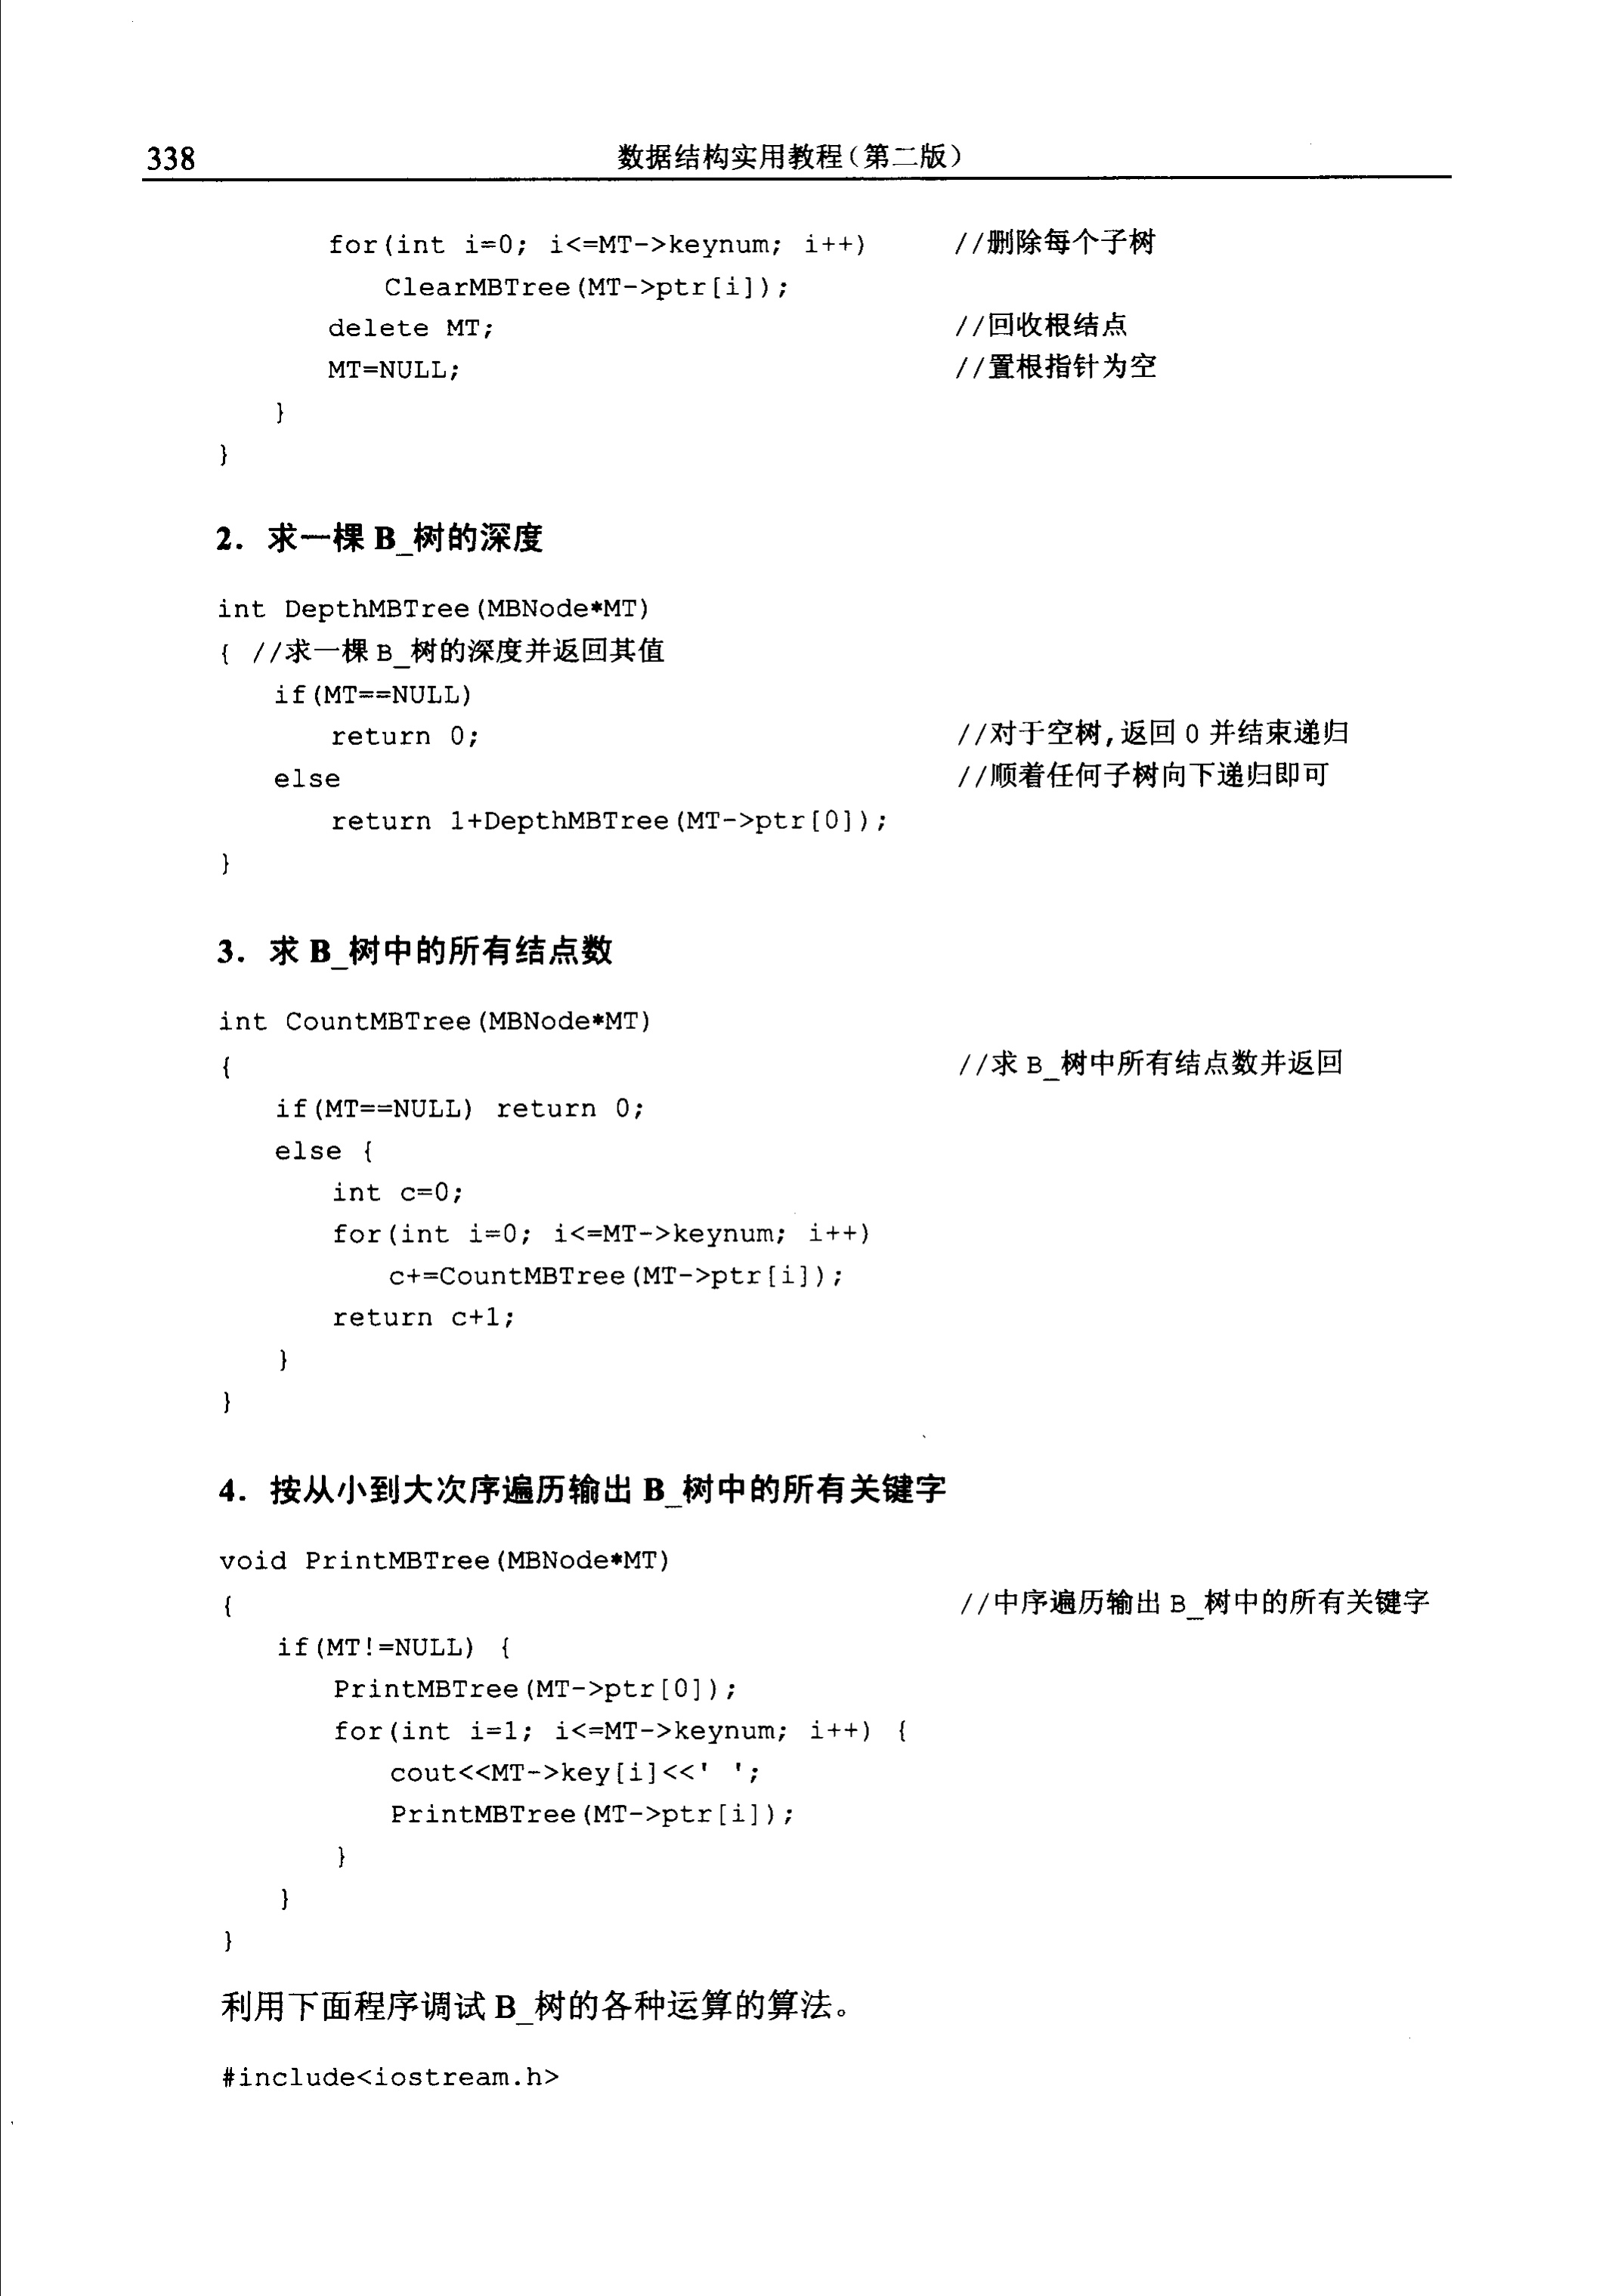 338 数据结构实用教程(第二版)
for(int i=0; i<=MT->keynum; i++) //删除每个子树
ClearMBTree(MT->ptr[i]);
delete MT; //回收根结点
MT=NULL; //置根指针为空
}
}
2. 求一棵 B_树的深度
int DepthMBTree(MBNode*MT)
{ //求一棵 B_树的深度并返回其值
if(MT==NULL)
return 0; //对于空树,返回 0 并结束递归
else //顺着任何子树向下递归即可
return 1+DepthMBTree(MT->ptr[0]);
}
3. 求 B_树中的所有结点数
int CountMBTree(MBNode*MT)
{ //求 B_树中所有结点数并返回
if(MT==NULL) return 0;
else {
int c=0;
for(int i=0; i<=MT->keynum; i++)
c+=CountMBTree(MT->ptr[i]);
return c+1;
}
}
4. 按从小到大次序遍历输出 B_树中的所有关键字
void PrintMBTree(MBNode*MT)
{ //中序遍历输出 B_树中的所有关键字
if(MT!=NULL) {
PrintMBTree(MT->ptr[0]);
for(int i=1; i<=MT->keynum; i++) {
cout<<MT->key[i]<<' ';
PrintMBTree(MT->ptr[i]);
}
}
}
利用下面程序调试 B_树的各种运算的算法。
#include<iostream.h>